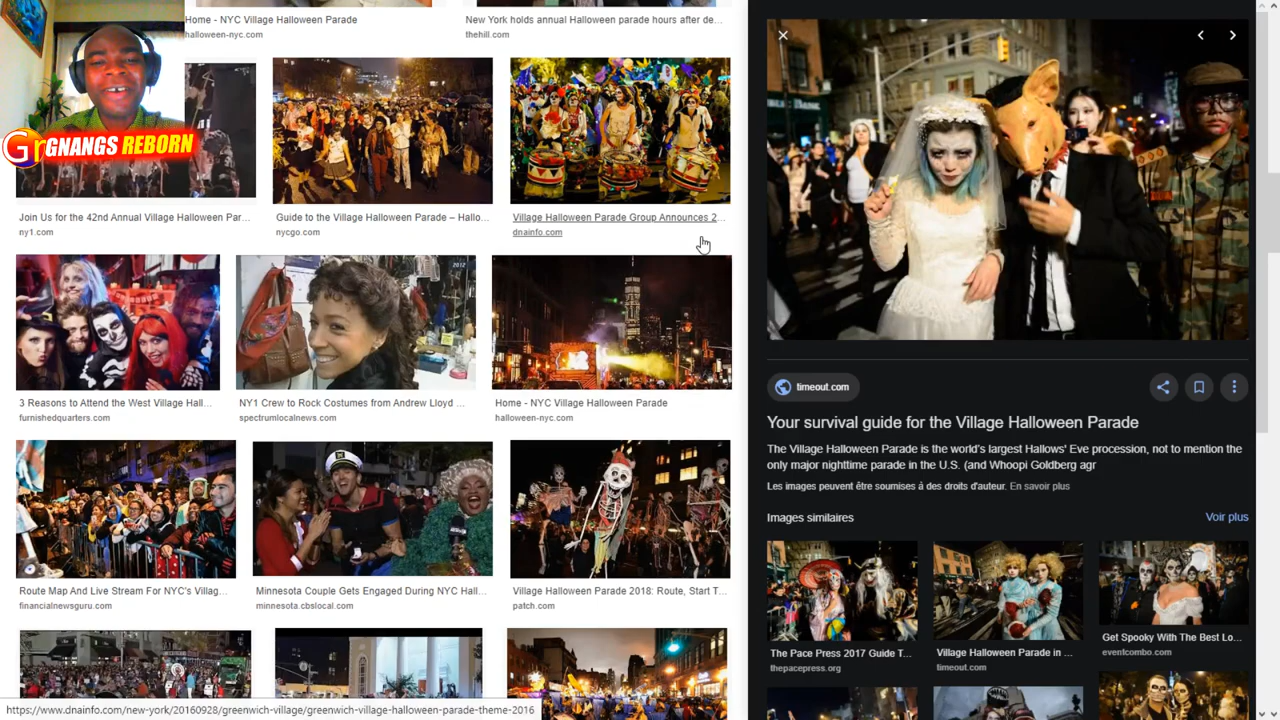 Home - NYC Village Halloween Parade
halloween-nyc.com
New York holds annual Halloween parade hours after de...
thehill.com
Gr GNANGS REBORN
Join Us for the 42nd Annual Village Halloween Par...
ny1.com
Guide to the Village Halloween Parade – Hallo...
nycgo.com
Village Halloween Parade Group Announces 2...
dnainfo.com
2012
3 Reasons to Attend the West Village Hall...
furnishedquarters.com
NY1 Crew to Rock Costumes from Andrew Lloyd ...
spectrumlocalnews.com
Home - NYC Village Halloween Parade
halloween-nyc.com
Route Map And Live Stream For NYC's Villag...
financialnewsguru.com
Minnesota Couple Gets Engaged During NYC Hall...
minnesota.cbslocal.com
Village Halloween Parade 2018: Route, Start T...
patch.com
https://www.dnainfo.com/new-york/20160928/greenwich-village/greenwich-village-halloween-parade-theme-2016
timeout.com
Your survival guide for the Village Halloween Parade
The Village Halloween Parade is the world's largest Hallows' Eve procession, not to mention the
only major nighttime parade in the U.S. (and Whoopi Goldberg agr
Les images peuvent être soumises à des droits d'auteur. En savoir plus
Images similaires
Voir plus
The Pace Press 2017 Guide T...
thepacepress.org
Village Halloween Parade in ...
timeout.com
Get Spooky With The Best Lo...
eventcombo.com